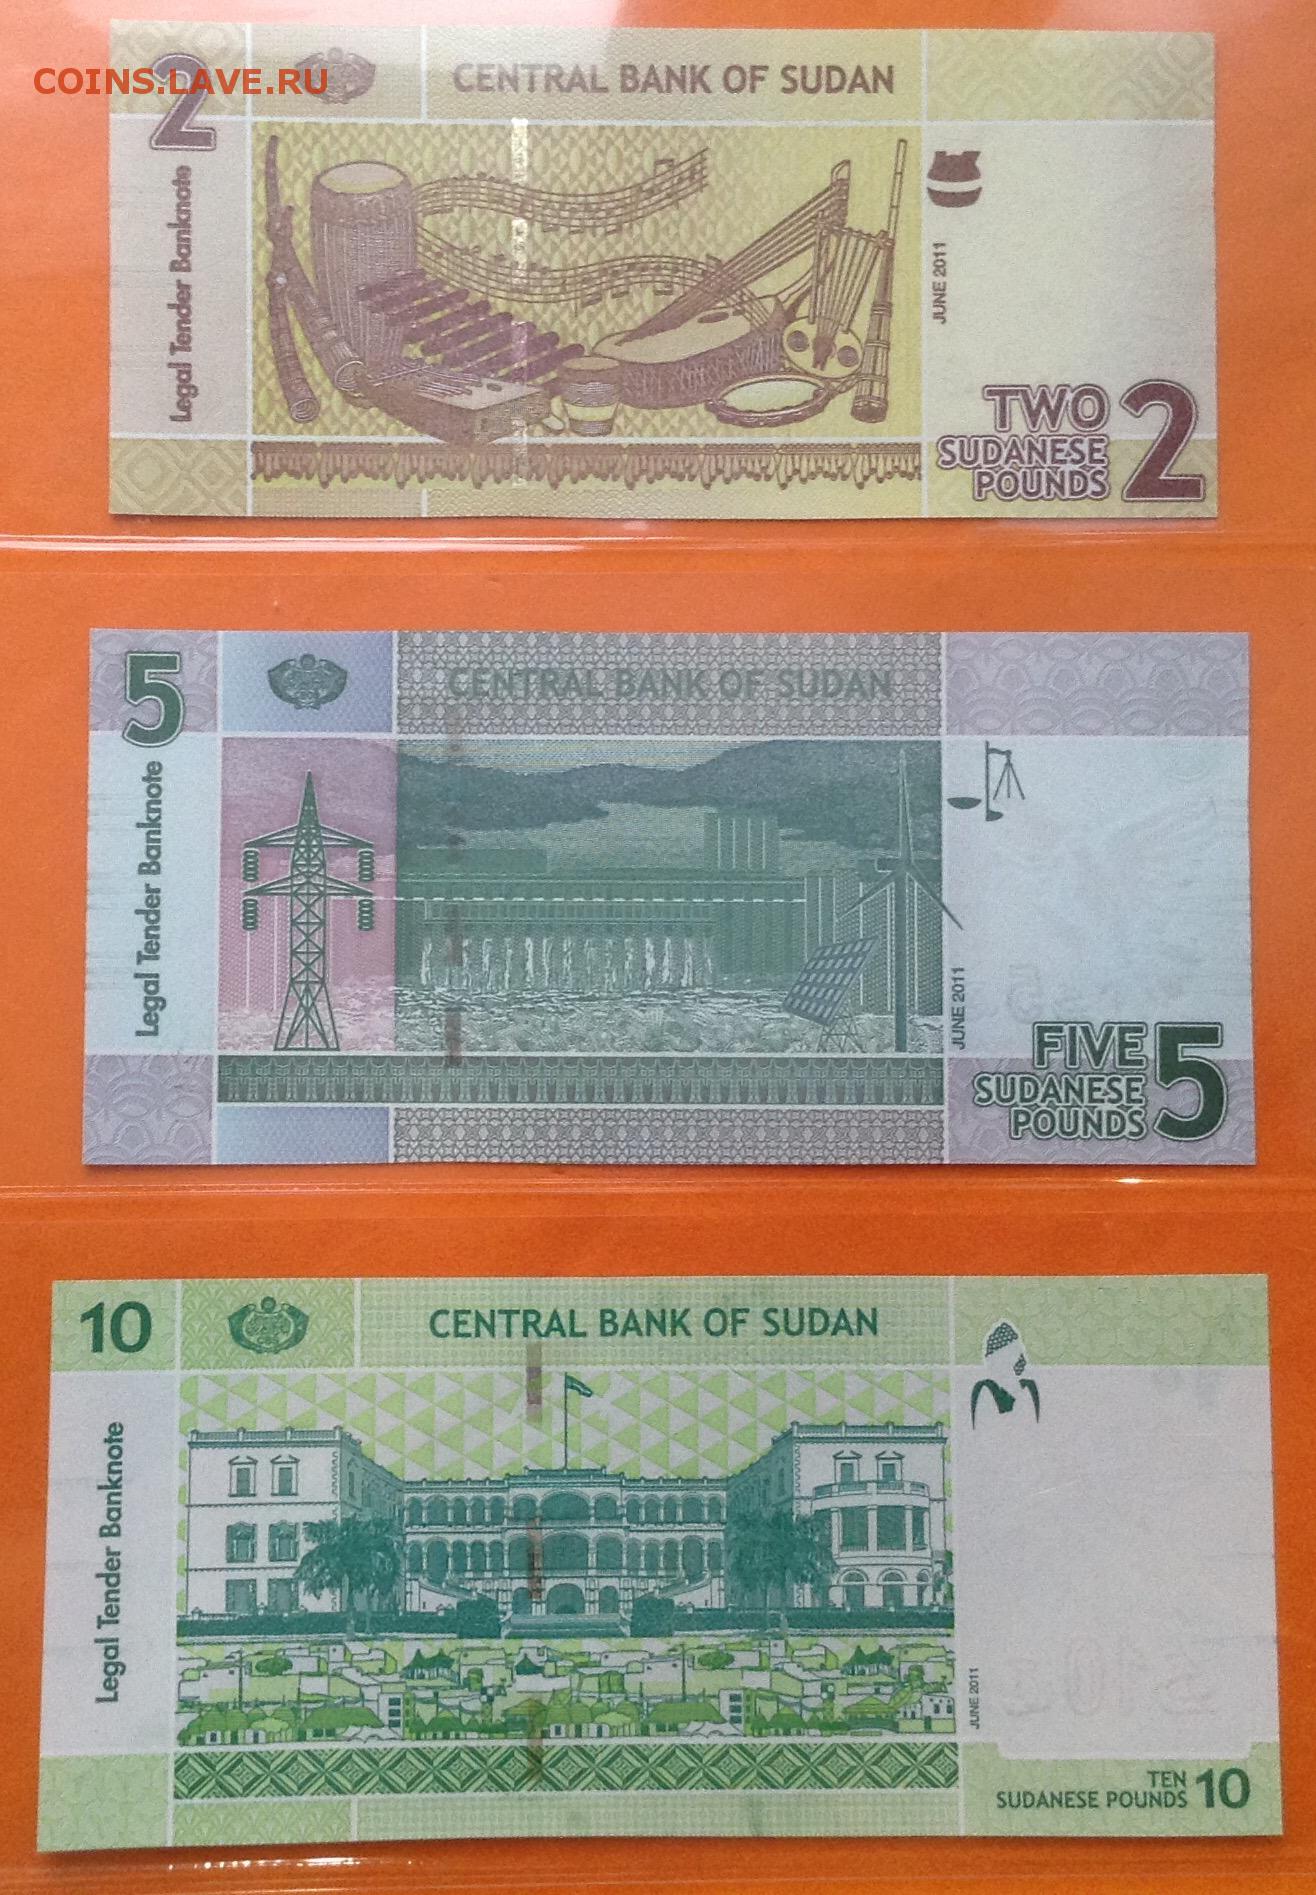 COINS.LAVE.RU
2
CENTRAL BANK OF SUDAN
Legal Tender Banknote
JUNE 2011
TWO
SUDANESE
POUNDS
2
5
CENTRAL BANK OF SUDAN
Legal Tender Banknote
JUNE 2011
FIVE
SUDANESE
POUNDS
5
10
CENTRAL BANK OF SUDAN
Legal Tender Banknote
JUNE 2011
TEN
SUDANESE POUNDS
10